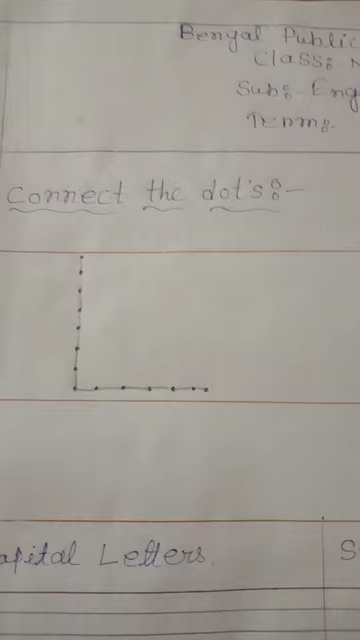 Bengal Public
Class:
Sub: Eng
Term:-
Connect the dot's:-
apital Letters.
S